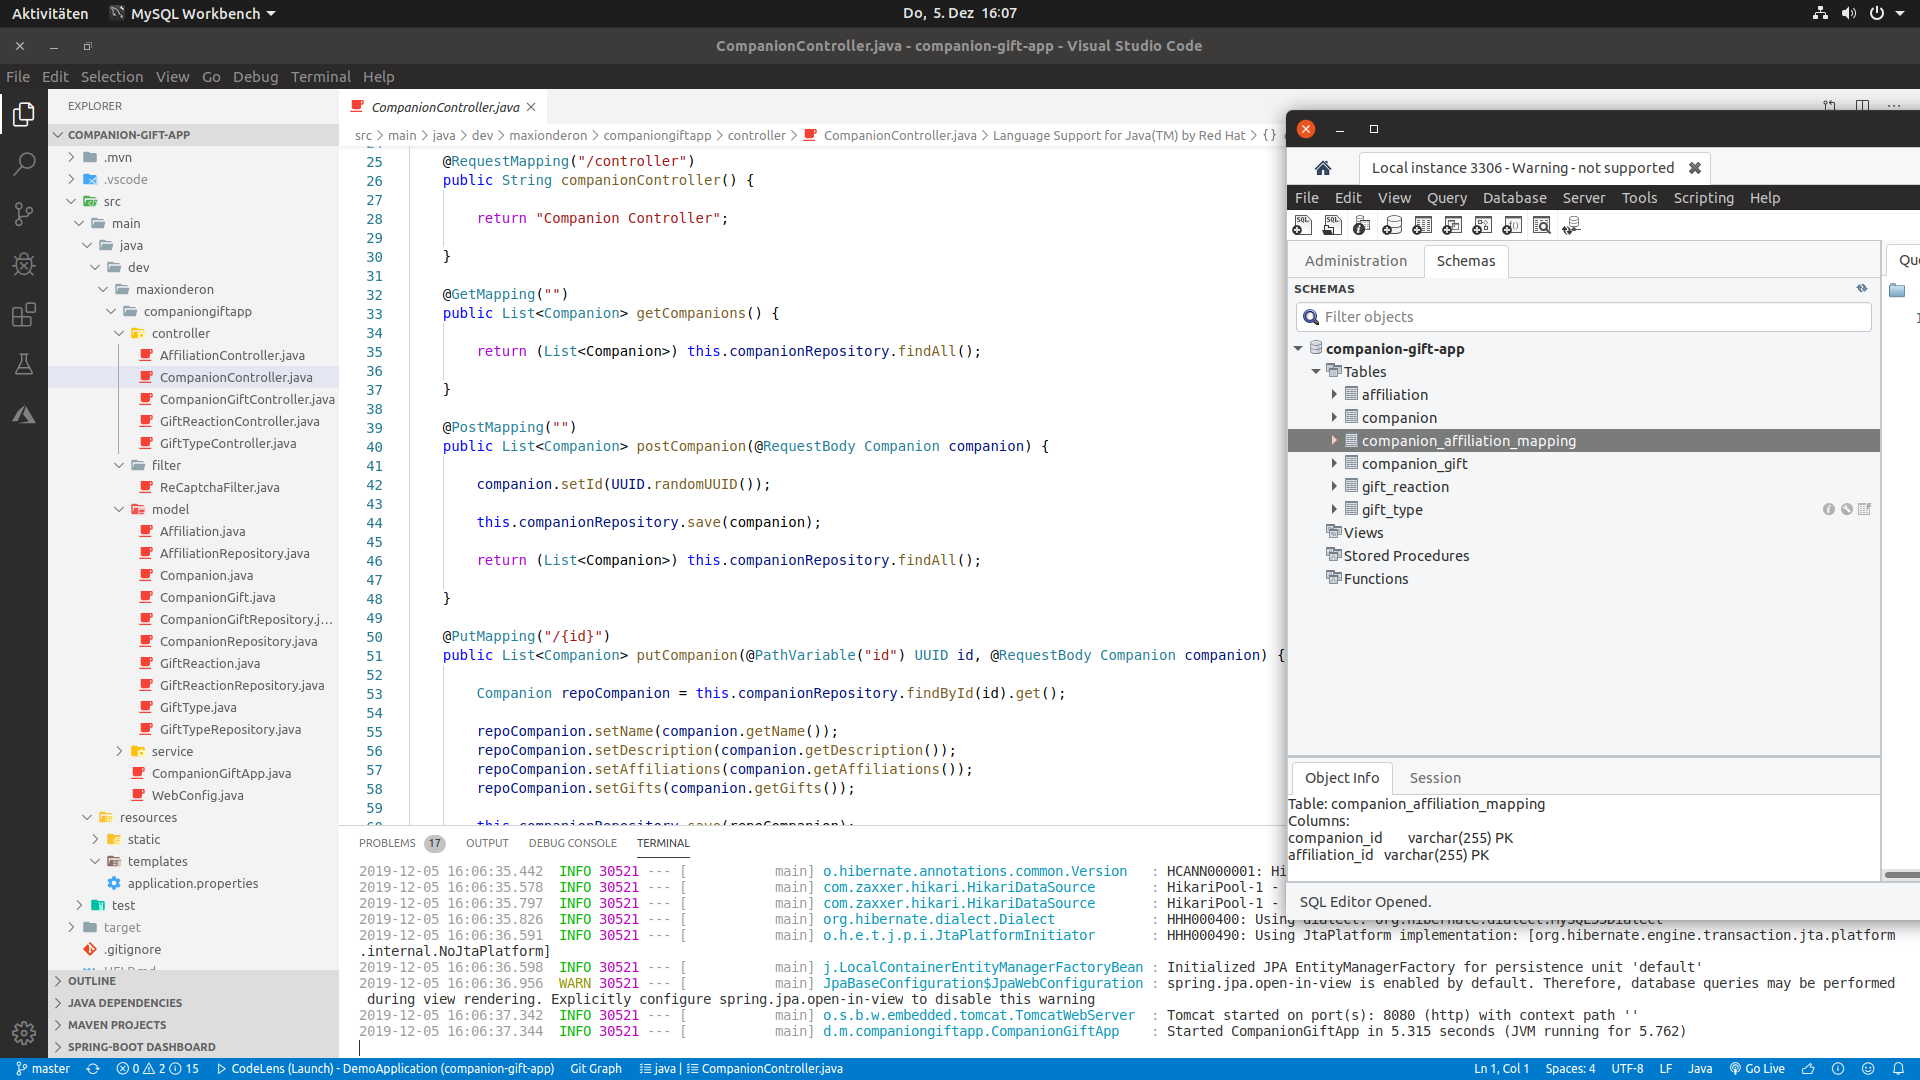 Aktivitäten
MySQL Workbench
Do, 5. Dez 16:07
CompanionController.java - companion-gift-app - Visual Studio Code
File Edit Selection View Go Debug Terminal Help
EXPLORER
COMPANION-GIFT-APP
.mvn
.vscode
src
main
java
dev
maxionderon
companiongiftapp
controller
AffiliationController.java
CompanionController.java
CompanionGiftController.java
GiftReactionController.java
GiftTypeController.java
filter
ReCaptchaFilter.java
model
Affiliation.java
AffiliationRepository.java
Companion.java
CompanionGift.java
CompanionGiftRepository.j...
CompanionRepository.java
GiftReaction.java
GiftReactionRepository.java
GiftType.java
GiftTypeRepository.java
service
CompanionGiftApp.java
WebConfig.java
resources
static
templates
application.properties
test
target
.gitignore
OUTLINE
JAVA DEPENDENCIES
MAVEN PROJECTS
SPRING-BOOT DASHBOARD
CompanionController.java
src > main > java > dev > maxionderon > companiongiftapp > controller > CompanionController.java > Language Support for Java(TM) by Red Hat > {}
25 @RequestMapping("/controller")
26 public String companionController() {
27
28 return "Companion Controller";
29
30 }
31
32 @GetMapping("")
33 public List<Companion> getCompanions() {
34
35 return (List<Companion>) this.companionRepository.findAll();
36
37 }
38
39 @PostMapping("")
40 public List<Companion> postCompanion(@RequestBody Companion companion) {
41
42 companion.setId(UUID.randomUUID());
43
44 this.companionRepository.save(companion);
45
46 return (List<Companion>) this.companionRepository.findAll();
47
48 }
49
50 @PutMapping("/{id}")
51 public List<Companion> putCompanion(@PathVariable("id") UUID id, @RequestBody Companion companion) {
52
53 Companion repoCompanion = this.companionRepository.findById(id).get();
54
55 repoCompanion.setName(companion.getName());
56 repoCompanion.setDescription(companion.getDescription());
57 repoCompanion.setAffiliations(companion.getAffiliations());
58 repoCompanion.setGifts(companion.getGifts());
59
60 this.companionRepository.save(repoCompanion);
PROBLEMS 17 OUTPUT DEBUG CONSOLE TERMINAL
2019-12-05 16:06:35.442 INFO 30521 --- [ main] o.hibernate.annotations.common.Version : HCANN000001: Hi
2019-12-05 16:06:35.578 INFO 30521 --- [ main] com.zaxxer.hikari.HikariDataSource : HikariPool-1 -
2019-12-05 16:06:35.797 INFO 30521 --- [ main] com.zaxxer.hikari.HikariDataSource : HikariPool-1 -
2019-12-05 16:06:35.826 INFO 30521 --- [ main] org.hibernate.dialect.Dialect : HHH000400: Using dialect: org.hibernate.dialect.MySQL55Dialect
2019-12-05 16:06:36.591 INFO 30521 --- [ main] o.h.e.t.j.p.i.JtaPlatformInitiator : HHH000490: Using JtaPlatform implementation: [org.hibernate.engine.transaction.jta.platform
.internal.NoJtaPlatform]
2019-12-05 16:06:36.598 INFO 30521 --- [ main] j.LocalContainerEntityManagerFactoryBean : Initialized JPA EntityManagerFactory for persistence unit 'default'
2019-12-05 16:06:36.956 WARN 30521 --- [ main] JpaBaseConfiguration$JpaWebConfiguration : spring.jpa.open-in-view is enabled by default. Therefore, database queries may be performed
during view rendering. Explicitly configure spring.jpa.open-in-view to disable this warning
2019-12-05 16:06:37.342 INFO 30521 --- [ main] o.s.b.w.embedded.tomcat.TomcatWebServer : Tomcat started on port(s): 8080 (http) with context path ''
2019-12-05 16:06:37.344 INFO 30521 --- [ main] d.m.companiongiftapp.CompanionGiftApp : Started CompanionGiftApp in 5.315 seconds (JVM running for 5.762)
Local instance 3306 - Warning - not supported
File Edit View Query Database Server Tools Scripting Help
Administration Schemas
SCHEMAS
Filter objects
companion-gift-app
Tables
affiliation
companion
companion_affiliation_mapping
companion_gift
gift_reaction
gift_type
Views
Stored Procedures
Functions
Que
1
Object Info Session
Table: companion_affiliation_mapping
Columns:
companion_id varchar(255) PK
affiliation_id varchar(255) PK
SQL Editor Opened.
master 0 2 15 CodeLens (Launch) - DemoApplication (companion-gift-app) Git Graph java | CompanionController.java Ln 1, Col 1 Spaces: 4 UTF-8 LF Java Go Live